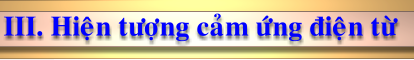 III. Hiện tượng cảm ứng điện từ